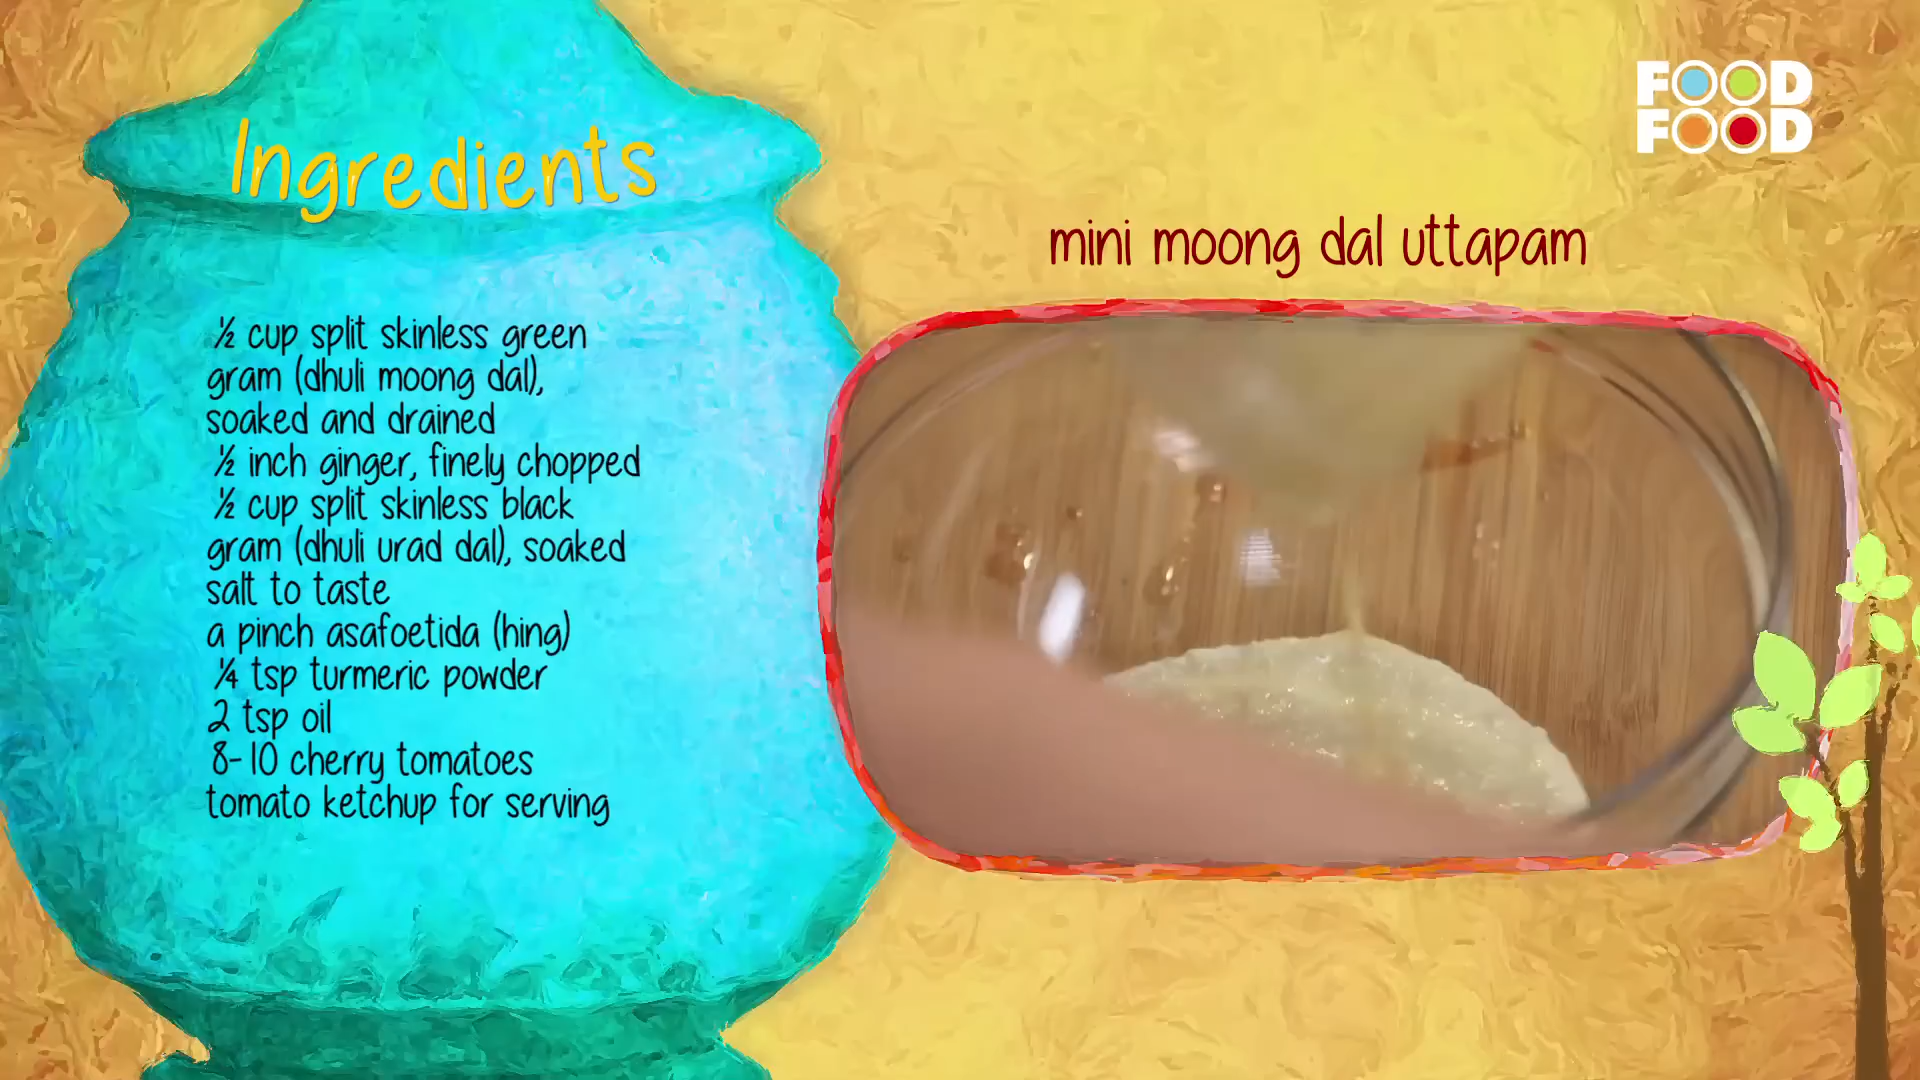 Ingredients
½ cup split skinless green
gram (dhuli moong dal),
soaked and drained
½ inch ginger, finely chopped
½ cup split skinless black
gram (dhuli urad dal), soaked
salt to taste
a pinch asafoetida (hing)
¼ tsp turmeric powder
2 tsp oil
8-10 cherry tomatoes
tomato ketchup for serving
FOOD
FOOD
mini moong dal uttapam